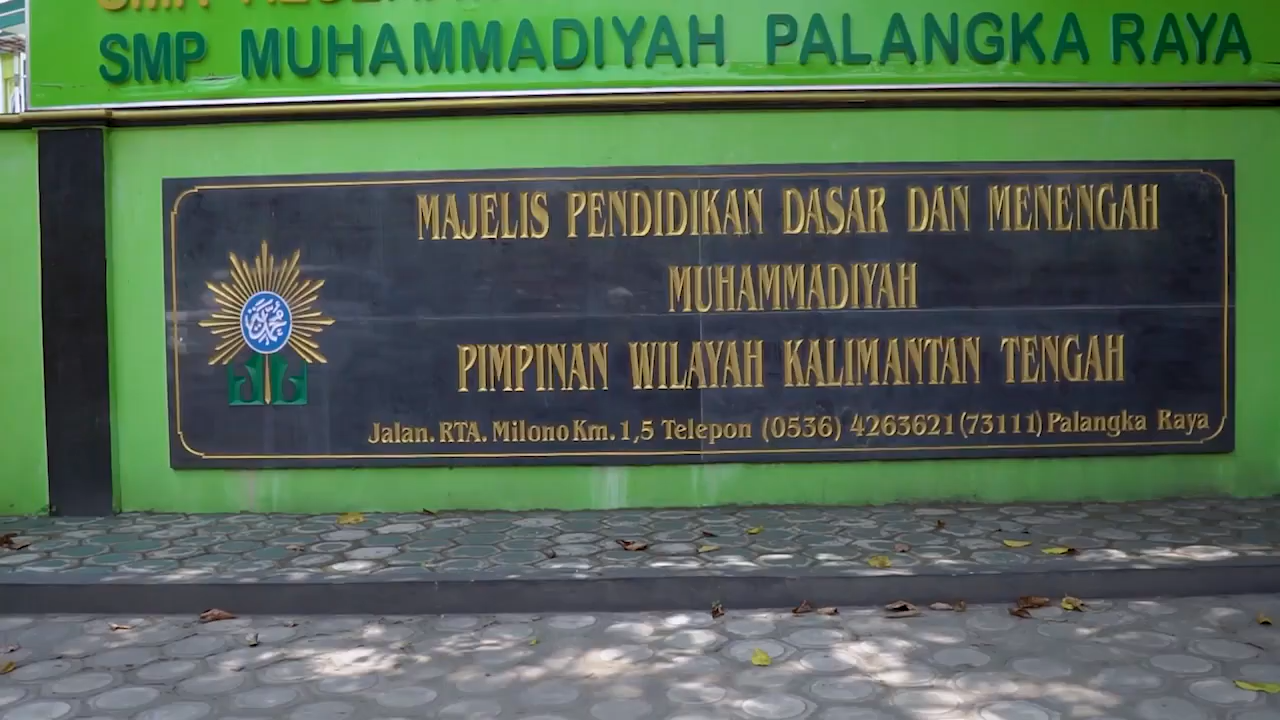 SMP MUHAMMADIYAH PALANGKA RAYA
MAJELIS PENDIDIKAN DASAR DAN MENENGAH
MUHAMMADIYAH
PIMPINAN WILAYAH KALIMANTAN TENGAH
Jalan. RTA. Milono Km. 1,5 Telepon (0536) 4263621 (73111) Palangka Raya